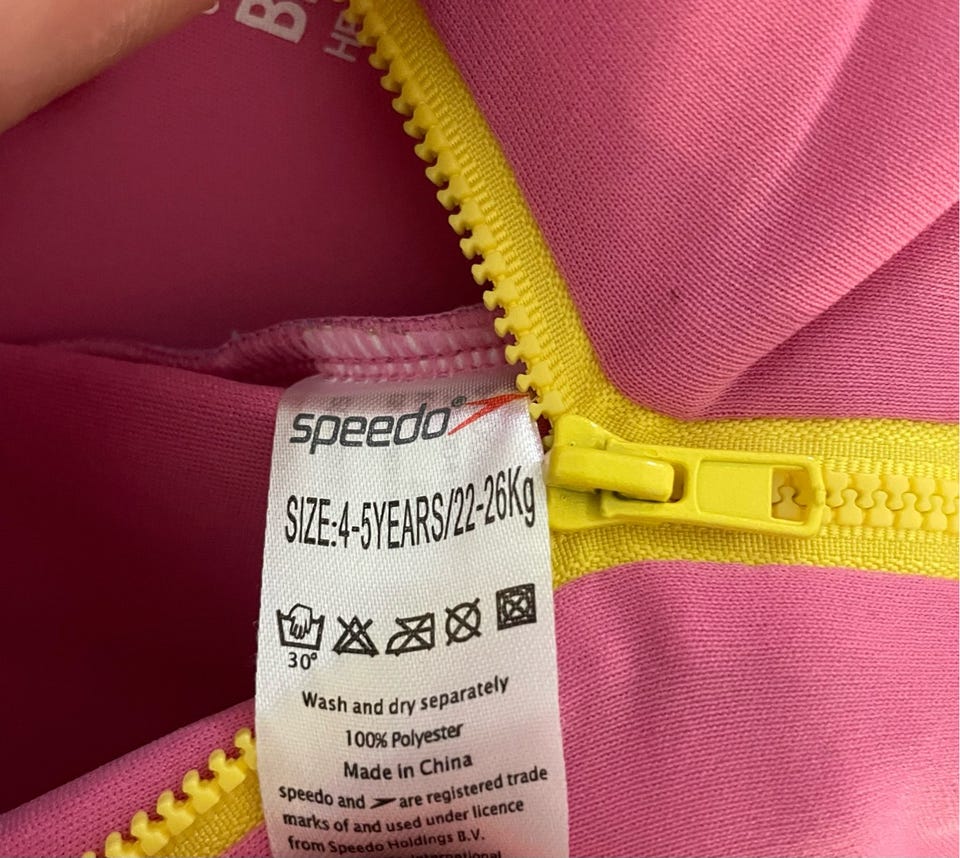 speedo®
SIZE:4-5YEARS/22-26Kg
30°
Wash and dry separately
100% Polyester
Made in China
speedo and are registered trade
marks of and used under licence
from Speedo Holdings B.V.
International